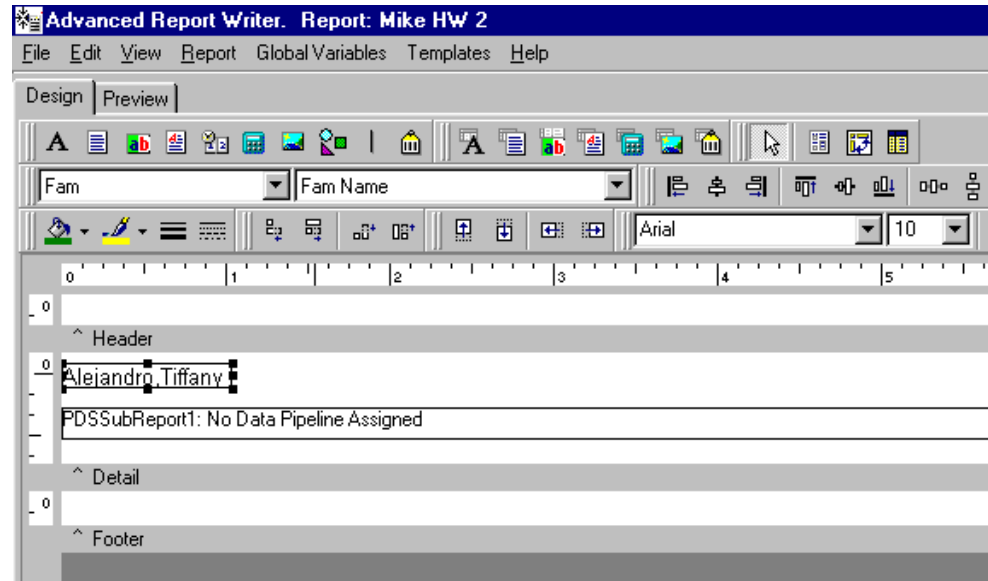 Advanced Report Writer.  Report: Mike HW 2
File Edit View Report Global Variables Templates Help
Design Preview
A ab A ab
Fam Fam Name
Arial 10
0 1 2 3 4 5
0
^ Header
0
Alejandro,Tiffany
PDSSubReport1: No Data Pipeline Assigned
^ Detail
0
^ Footer